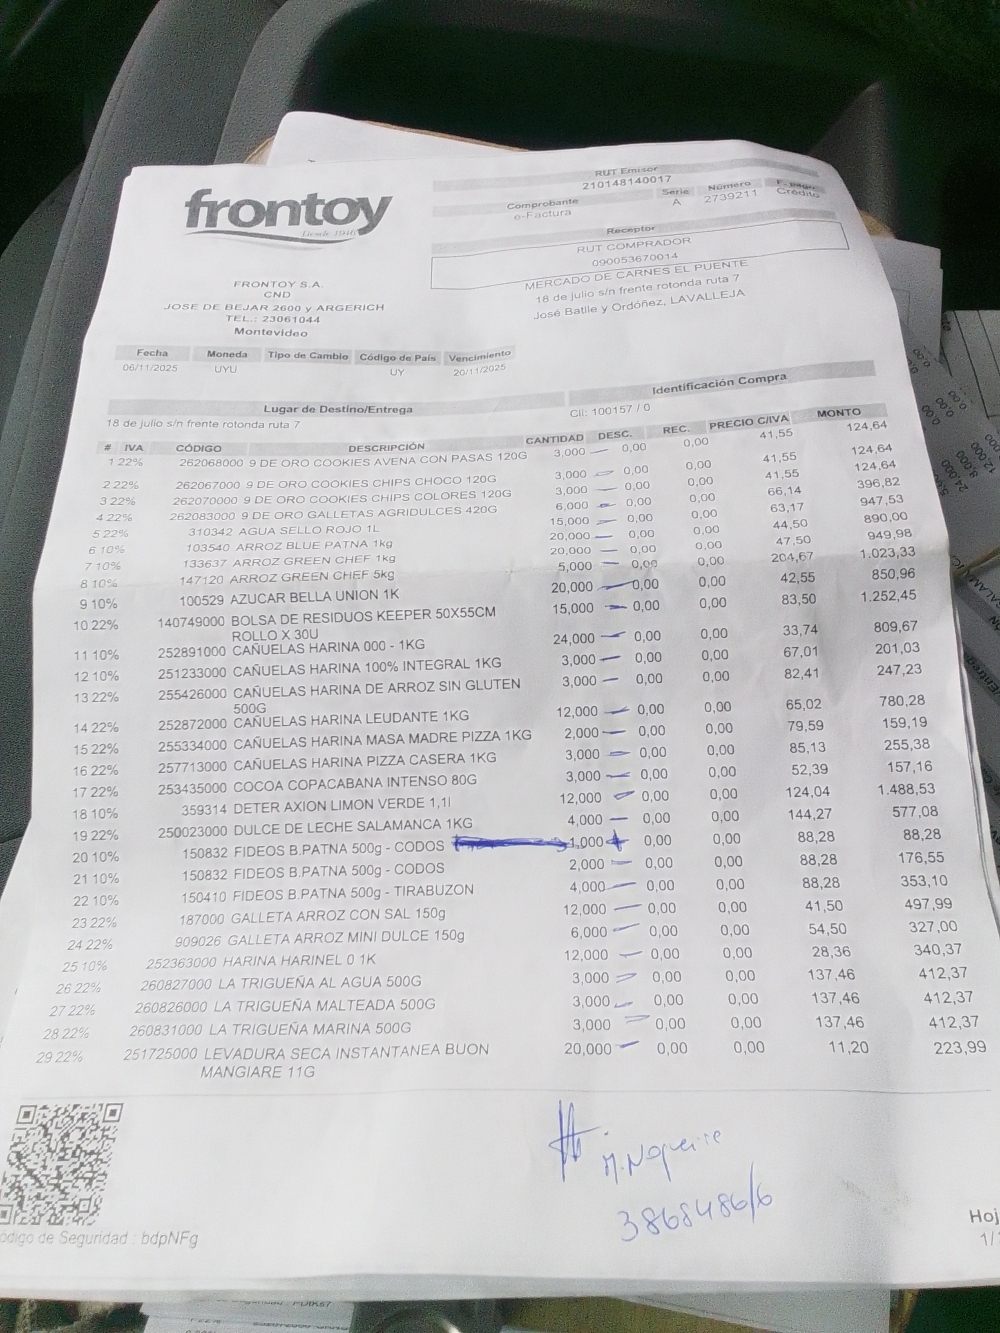 frontoy
Desde 1946
RUT Emisor
210148140017
Comprobante Serie Número F. pago
e-Factura A 2739211 Crédito
Receptor
RUT COMPRADOR
090053670014
MERCADO DE CARNES EL PUENTE
18 de julio s/n frente rotonda ruta 7
José Batlle y Ordóñez, LAVALLEJA
FRONTOY S.A.
CND
JOSE DE BEJAR 2600 y ARGERICH
TEL.: 23061044
Montevideo
Fecha Moneda Tipo de Cambio Código de País Vencimiento
06/11/2025 UYU UY 20/11/2025
Lugar de Destino/Entrega Identificación Compra
18 de julio s/n frente rotonda ruta 7 Cli: 100157 / 0
# IVA CÓDIGO DESCRIPCIÓN CANTIDAD DESC. REC. PRECIO C/IVA MONTO
1 22% 262068000 9 DE ORO COOKIES AVENA CON PASAS 120G 3,000 0,00 0,00 41,55 124,64
2 22% 262067000 9 DE ORO COOKIES CHIPS CHOCO 120G 3,000 0,00 0,00 41,55 124,64
3 22% 262070000 9 DE ORO COOKIES CHIPS COLORES 120G 3,000 0,00 0,00 41,55 124,64
4 22% 262083000 9 DE ORO GALLETAS AGRIDULCES 420G 6,000 0,00 0,00 66,14 396,82
5 22% 310342 AGUA SELLO ROJO 1L 15,000 0,00 0,00 63,17 947,53
6 10% 103540 ARROZ BLUE PATNA 1kg 20,000 0,00 0,00 44,50 890,00
7 10% 133637 ARROZ GREEN CHEF 1kg 20,000 0,00 0,00 47,50 949,98
8 10% 147120 ARROZ GREEN CHEF 5kg 5,000 0,00 0,00 204,67 1.023,33
9 10% 100529 AZUCAR BELLA UNION 1K 20,000 0,00 0,00 42,55 850,96
10 22% 140749000 BOLSA DE RESIDUOS KEEPER 50X55CM 15,000 0,00 0,00 83,50 1.252,45
ROLLO X 30U
11 10% 252891000 CAÑUELAS HARINA 000 - 1KG 24,000 0,00 0,00 33,74 809,67
12 10% 251233000 CAÑUELAS HARINA 100% INTEGRAL 1KG 3,000 0,00 0,00 67,01 201,03
13 22% 255426000 CAÑUELAS HARINA DE ARROZ SIN GLUTEN 3,000 0,00 0,00 82,41 247,23
500G
14 22% 252872000 CAÑUELAS HARINA LEUDANTE 1KG 12,000 0,00 0,00 65,02 780,28
15 22% 255334000 CAÑUELAS HARINA MASA MADRE PIZZA 1KG 2,000 0,00 0,00 79,59 159,19
16 22% 257713000 CAÑUELAS HARINA PIZZA CASERA 1KG 3,000 0,00 0,00 85,13 255,38
17 22% 253435000 COCOA COPACABANA INTENSO 80G 3,000 0,00 0,00 52,39 157,16
18 10% 359314 DETER AXION LIMON VERDE 1,1l 12,000 0,00 0,00 124,04 1.488,53
19 22% 250023000 DULCE DE LECHE SALAMANCA 1KG 4,000 0,00 0,00 144,27 577,08
20 10% 150832 FIDEOS B.PATNA 500g - CODOS 1,000 0,00 0,00 88,28 88,28
21 10% 150832 FIDEOS B.PATNA 500g - CODOS 2,000 0,00 0,00 88,28 176,55
22 10% 150410 FIDEOS B.PATNA 500g - TIRABUZON 4,000 0,00 0,00 88,28 353,10
23 22% 187000 GALLETA ARROZ CON SAL 150g 12,000 0,00 0,00 41,50 497,99
24 22% 909026 GALLETA ARROZ MINI DULCE 150g 6,000 0,00 0,00 54,50 327,00
25 10% 252363000 HARINA HARINEL 0 1K 12,000 0,00 0,00 28,36 340,37
26 22% 260827000 LA TRIGUEÑA AL AGUA 500G 3,000 0,00 0,00 137,46 412,37
27 22% 260826000 LA TRIGUEÑA MALTEADA 500G 3,000 0,00 0,00 137,46 412,37
28 22% 260831000 LA TRIGUEÑA MARINA 500G 3,000 0,00 0,00 137,46 412,37
29 22% 251725000 LEVADURA SECA INSTANTANEA BUON 20,000 0,00 0,00 11,20 223,99
MANGIARE 11G
3868486/6
Código de Seguridad : bdpNFg
Hoj
1/